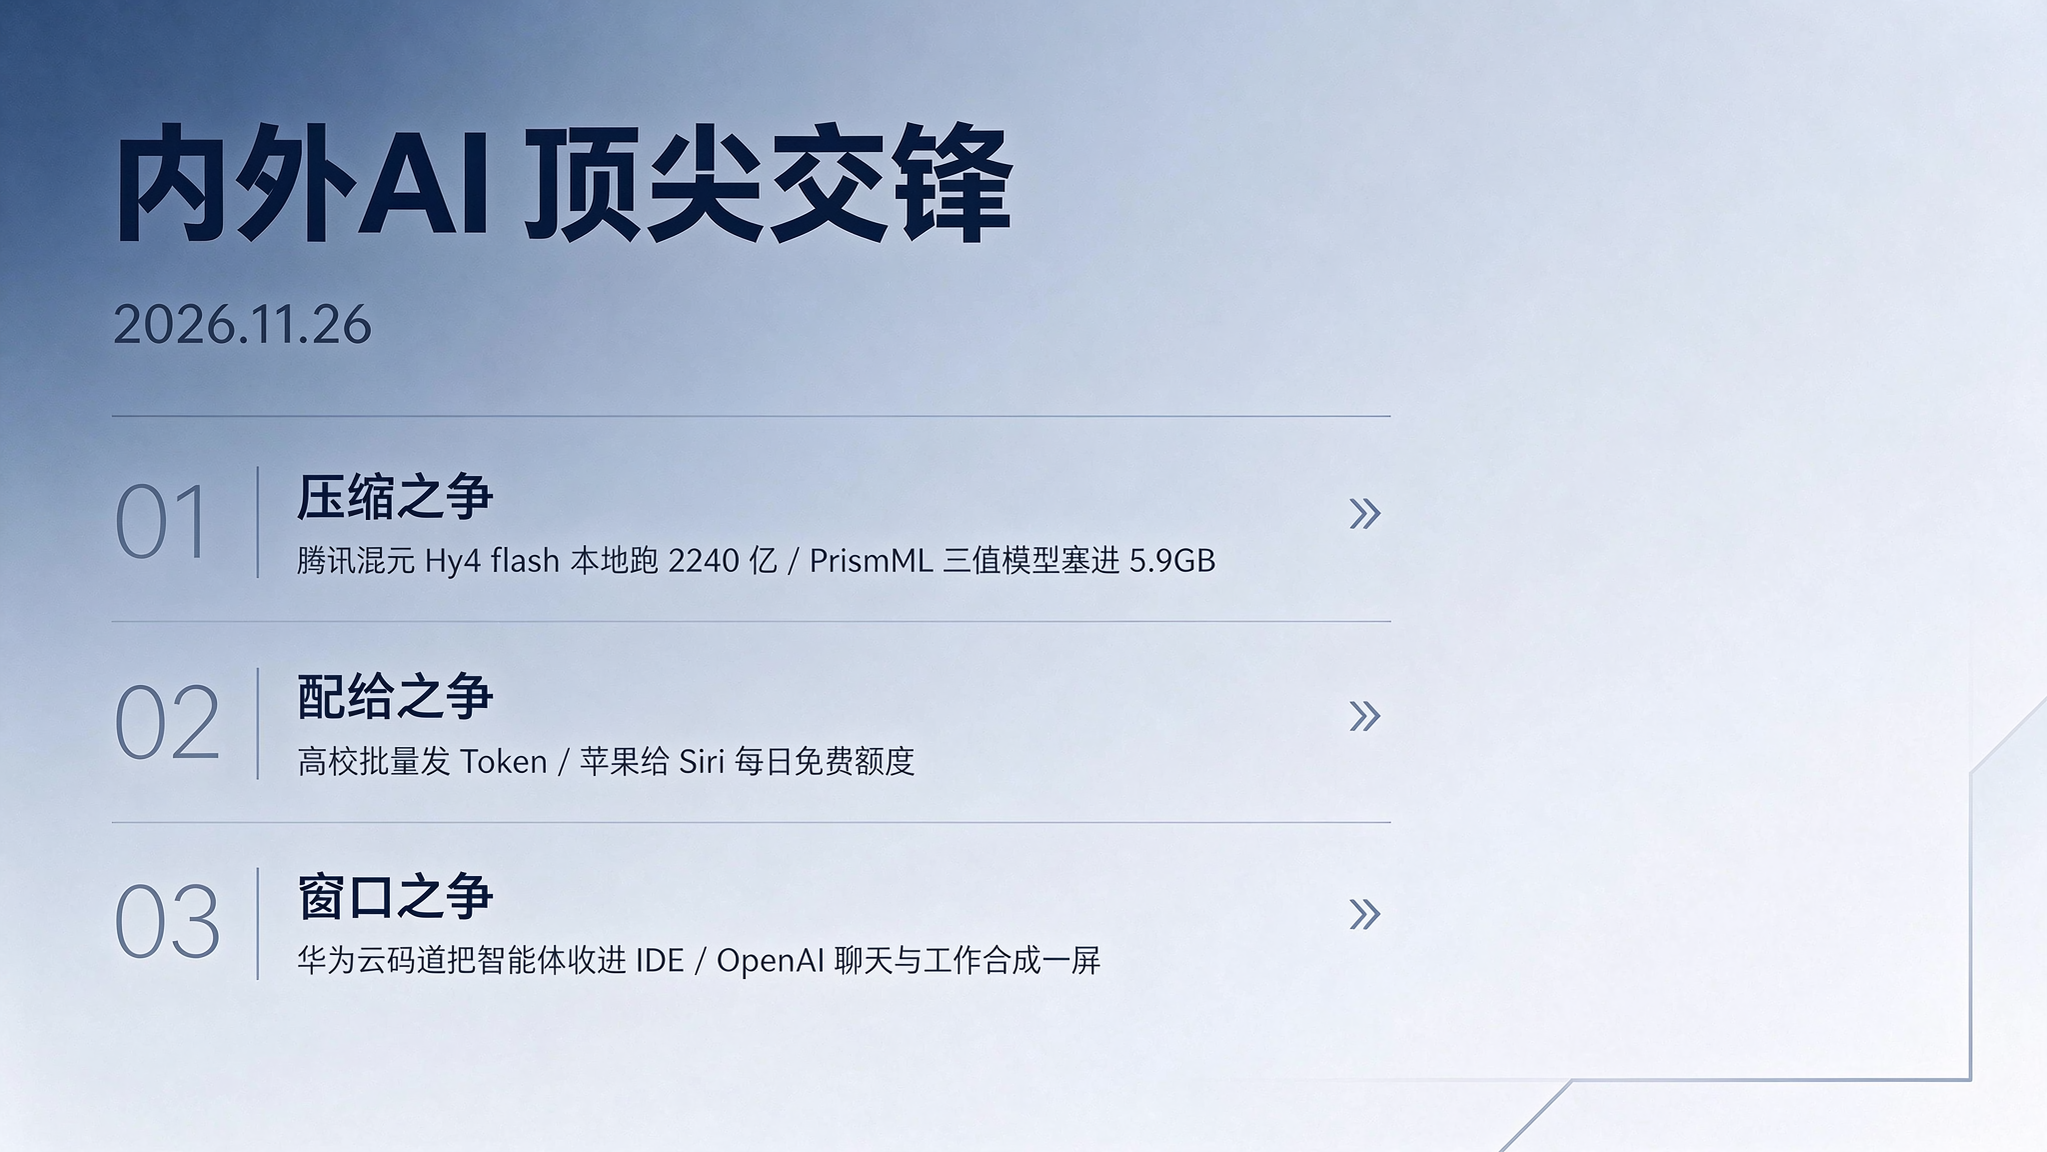 内外AI 顶尖交锋
2026.11.26
01
压缩之争
腾讯混元 Hy4 flash 本地跑 2240 亿 / PrismML 三值模型塞进 5.9GB
02
配给之争
高校批量发 Token / 苹果给 Siri 每日免费额度
03
窗口之争
华为云码道把智能体收进 IDE / OpenAI 聊天与工作合成一屏